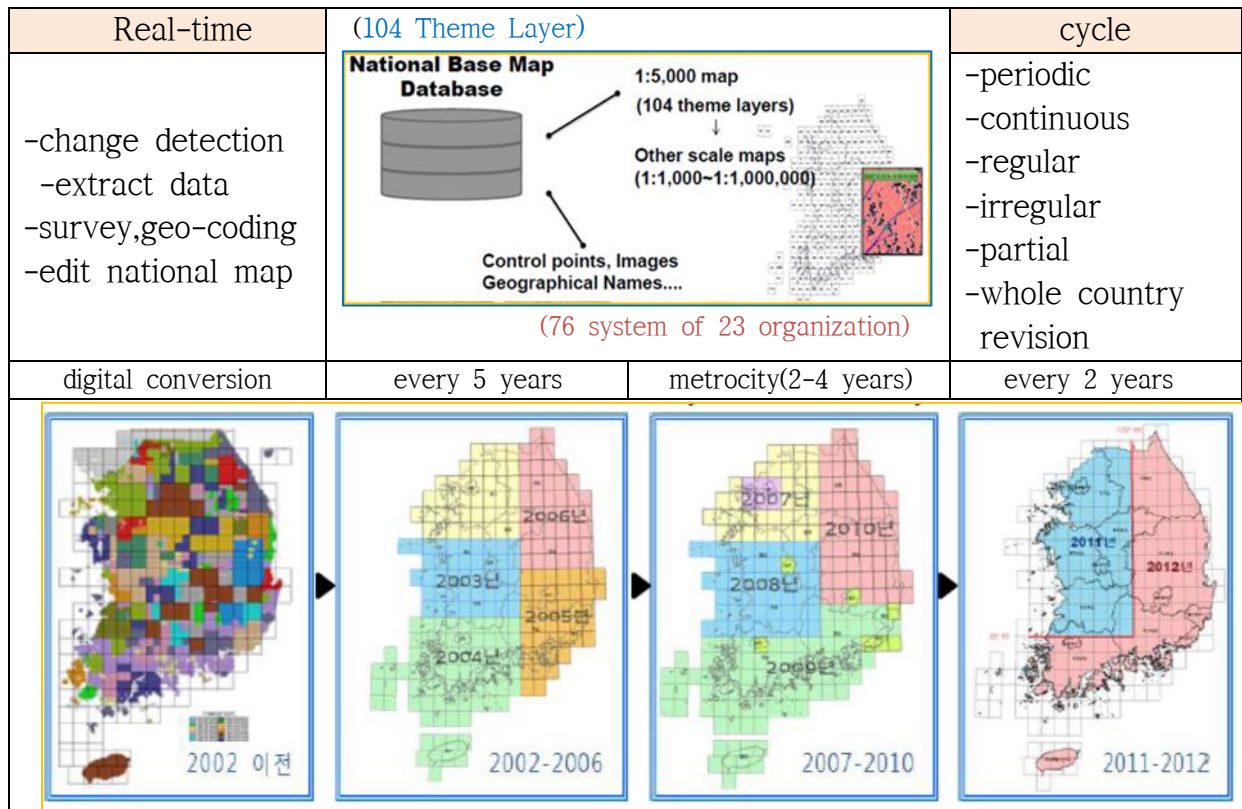 Real-time
(104 Theme Layer)
cycle
-change detection
-extract data
-survey,geo-coding
-edit national map
National Base Map
Database
1:5,000 map
(104 theme layers)
↓
Other scale maps
(1:1,000~1:1,000,000)
Control points, Images
Geographical Names....
(76 system of 23 organization)
-periodic
-continuous
-regular
-irregular
-partial
-whole country
revision
digital conversion
every 5 years
metrocity(2-4 years)
every 2 years
2002 이전
2006년
2003년
2005년
2004년
2002-2006
2007년
2010년
2008년
2009년
2007-2010
2011년
2012년
2011-2012